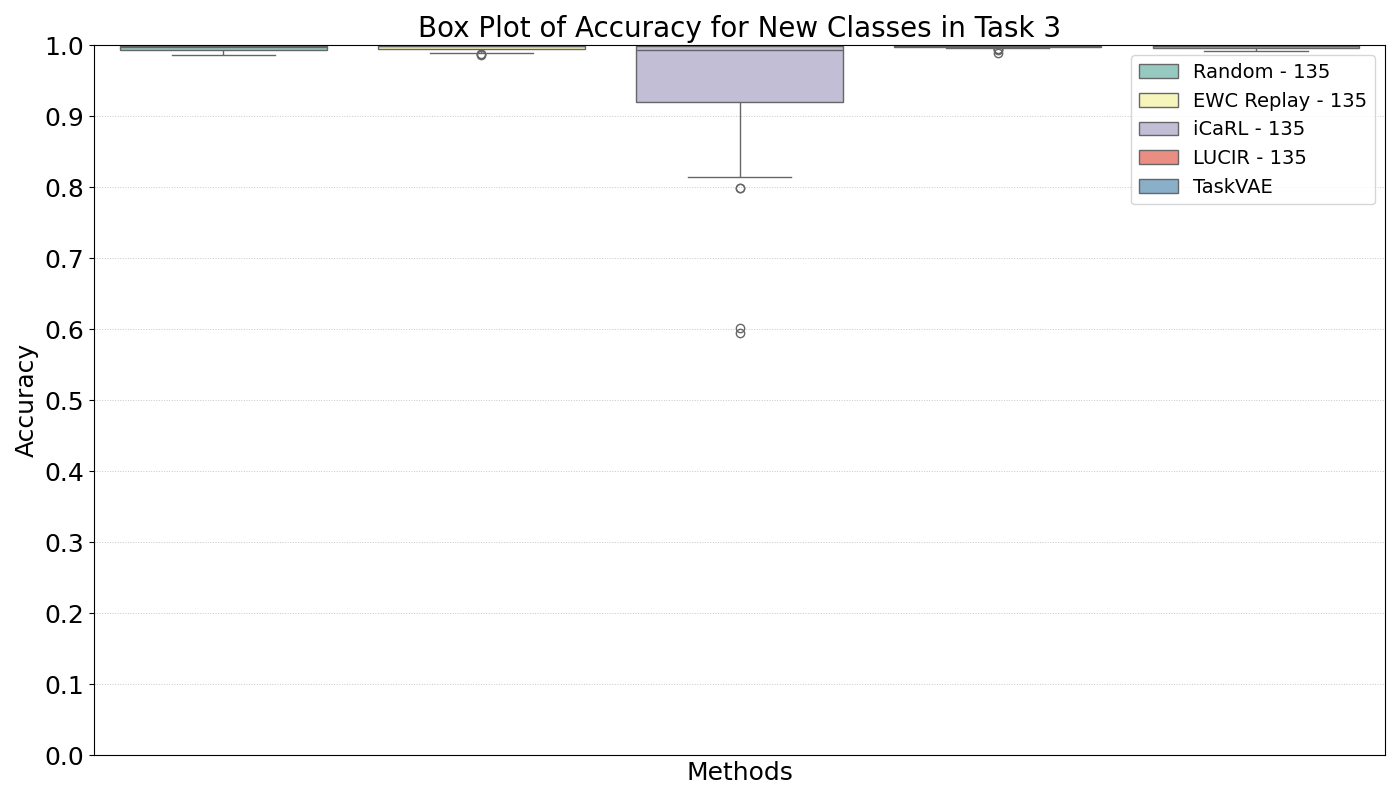 Box Plot of Accuracy for New Classes in Task 3
1.0
0.9
0.8
0.7
0.6
0.5
0.4
0.3
0.2
0.1
0.0
Accuracy
Methods
Random - 135
EWC Replay - 135
iCaRL - 135
LUCIR - 135
TaskVAE